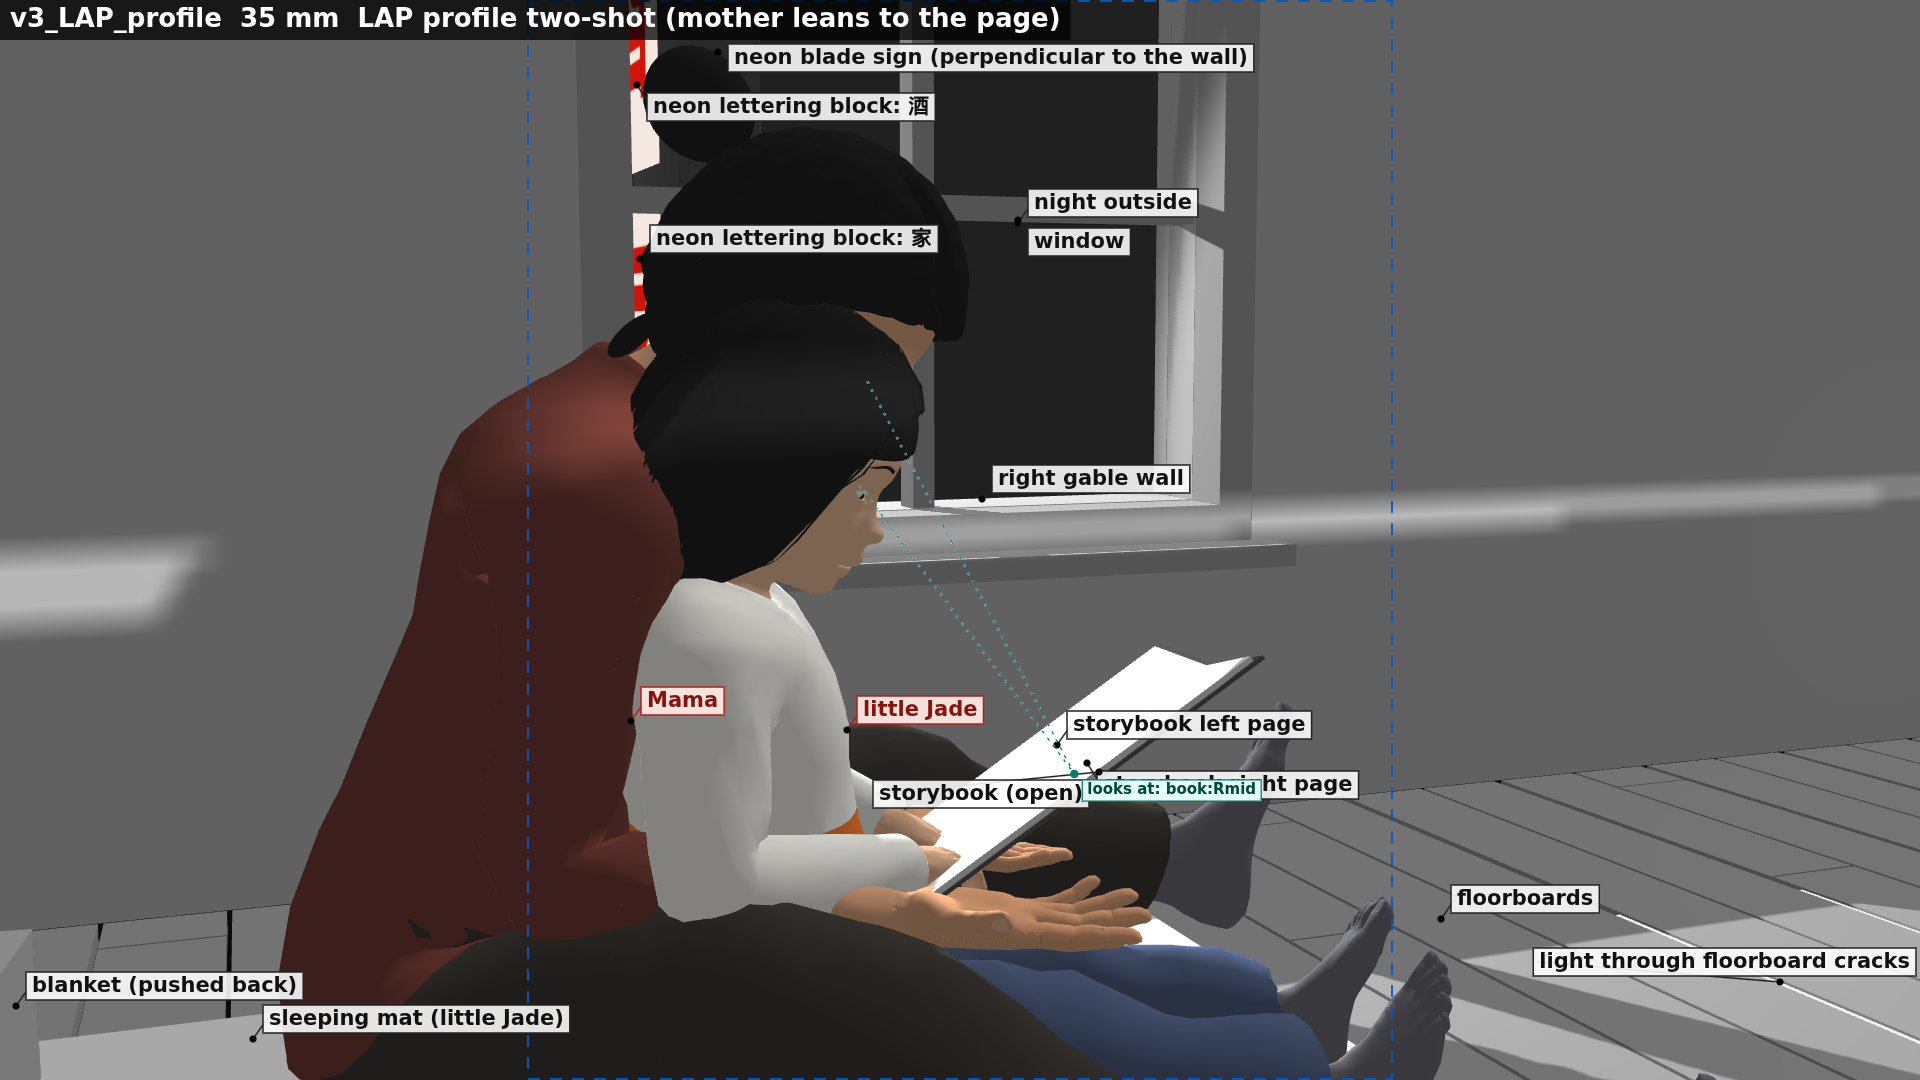 v3_LAP_profile 35 mm LAP profile two-shot (mother leans to the page)
neon blade sign (perpendicular to the wall)
neon lettering block: 酒
night outside
neon lettering block: 家
window
right gable wall
Mama
little Jade
storybook left page
storybook (open)
ht page
looks at: book:Rmid
floorboards
light through floorboard cracks
blanket (pushed back)
sleeping mat (little Jade)